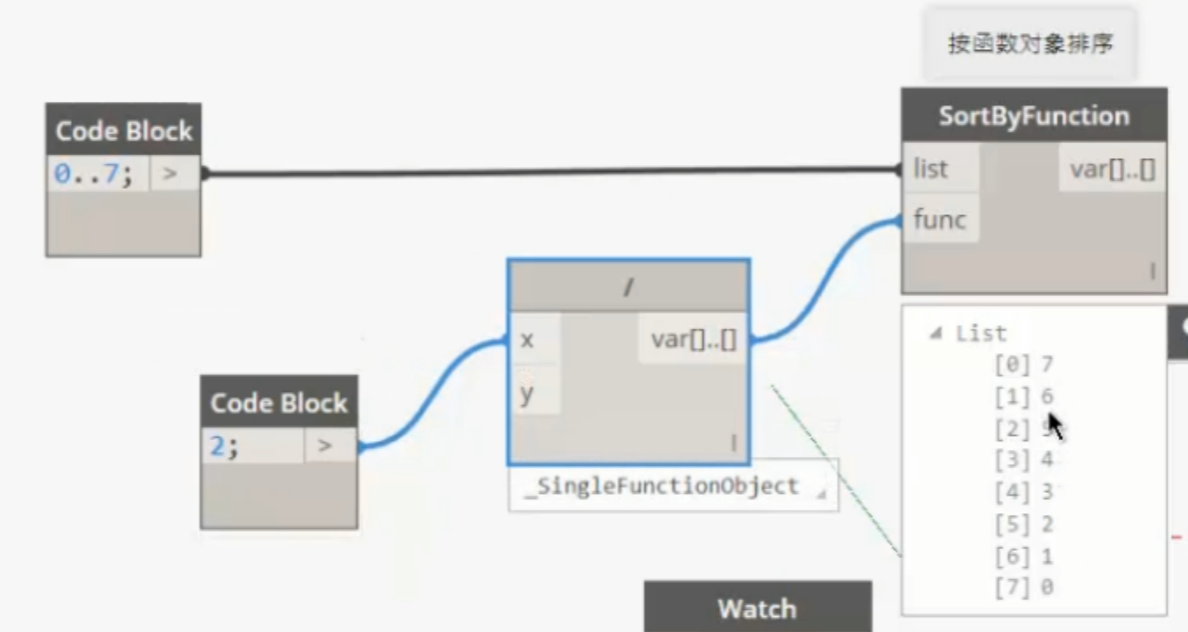 按函数对象排序
SortByFunction
list
var[]..[]
func
Code Block
0..7;
>
/
x
var[]..[]
y
l
_SingleFunctionObject
Code Block
2;
>
l
List
[0] 7
[1] 6
[2] 5
[3] 4
[4] 3
[5] 2
[6] 1
[7] 0
Watch